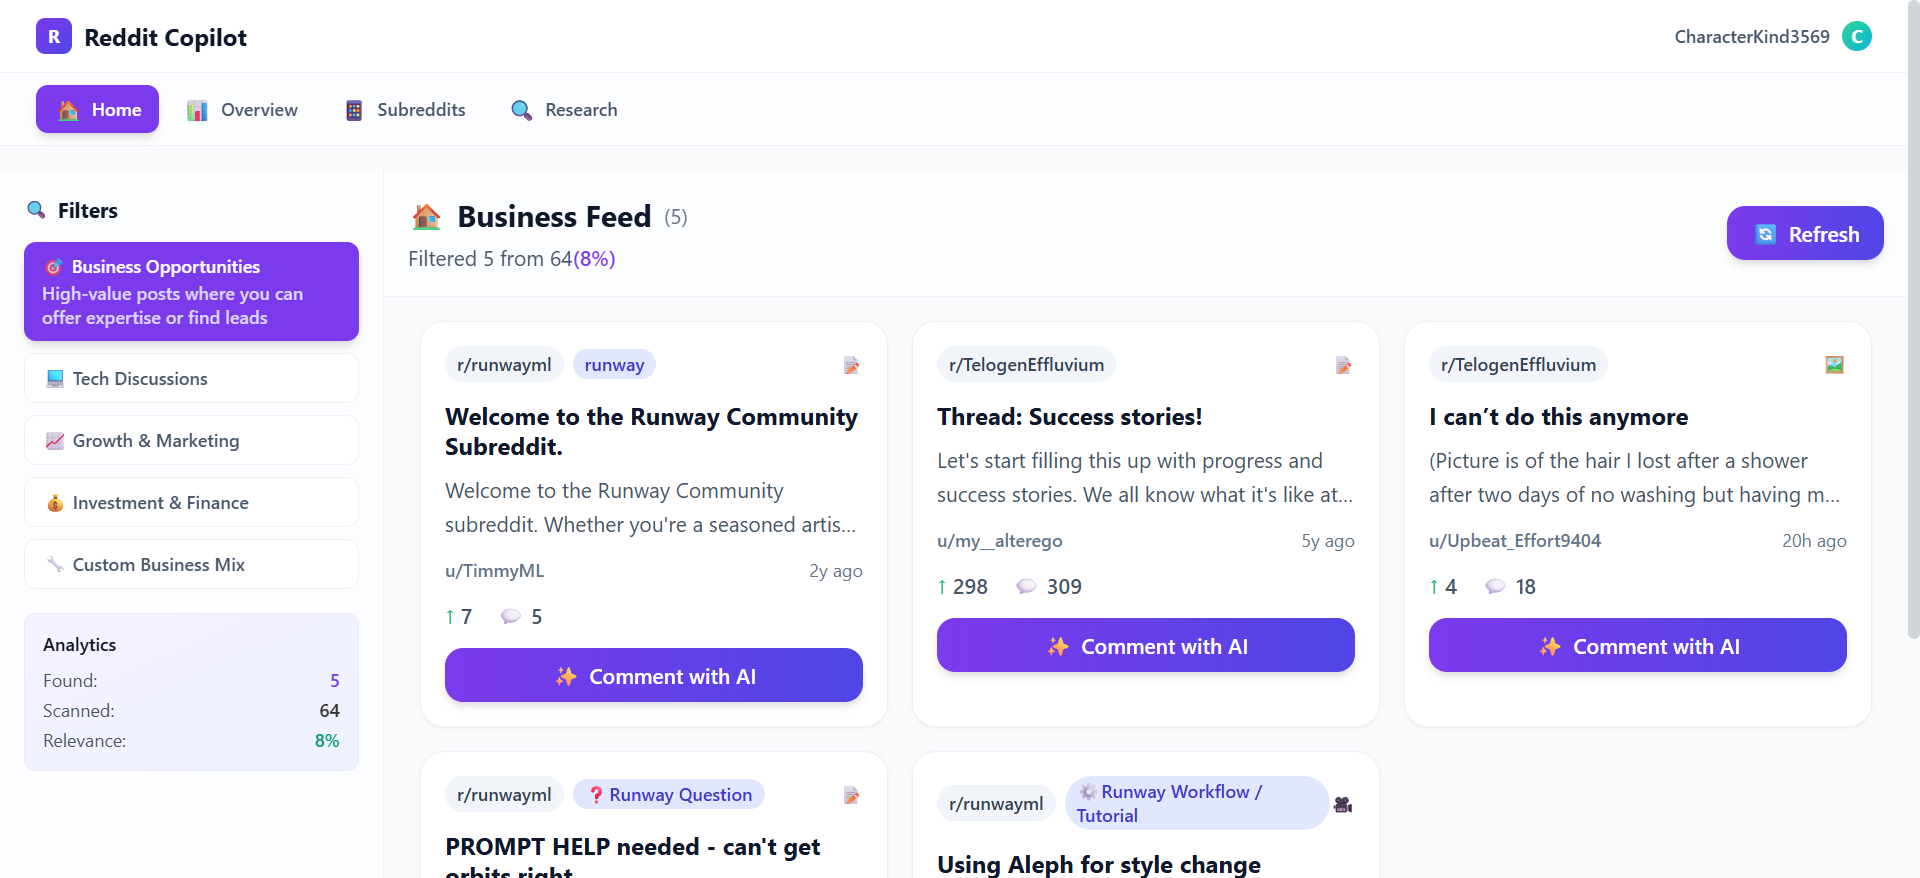 R Reddit Copilot
CharacterKind3569 C
Home
Overview
Subreddits
Research
Filters
Business Opportunities
High-value posts where you can
offer expertise or find leads
Tech Discussions
Growth & Marketing
Investment & Finance
Custom Business Mix
Analytics
Found: 5
Scanned: 64
Relevance: 8%
Business Feed (5)
Filtered 5 from 64(8%)
Refresh
r/runwayml runway
Welcome to the Runway Community
Subreddit.
Welcome to the Runway Community
subreddit. Whether you're a seasoned artis...
u/TimmyML 2y ago
↑ 7 5
Comment with AI
r/TelogenEffluvium
Thread: Success stories!
Let's start filling this up with progress and
success stories. We all know what it's like at...
u/my__alterego 5y ago
↑ 298 309
Comment with AI
r/TelogenEffluvium
I can’t do this anymore
(Picture is of the hair I lost after a shower
after two days of no washing but having m...
u/Upbeat_Effort9404 20h ago
↑ 4 18
Comment with AI
r/runwayml ❓ Runway Question
PROMPT HELP needed - can't get
orbits right
r/runwayml Runway Workflow /
Tutorial
Using Aleph for style change